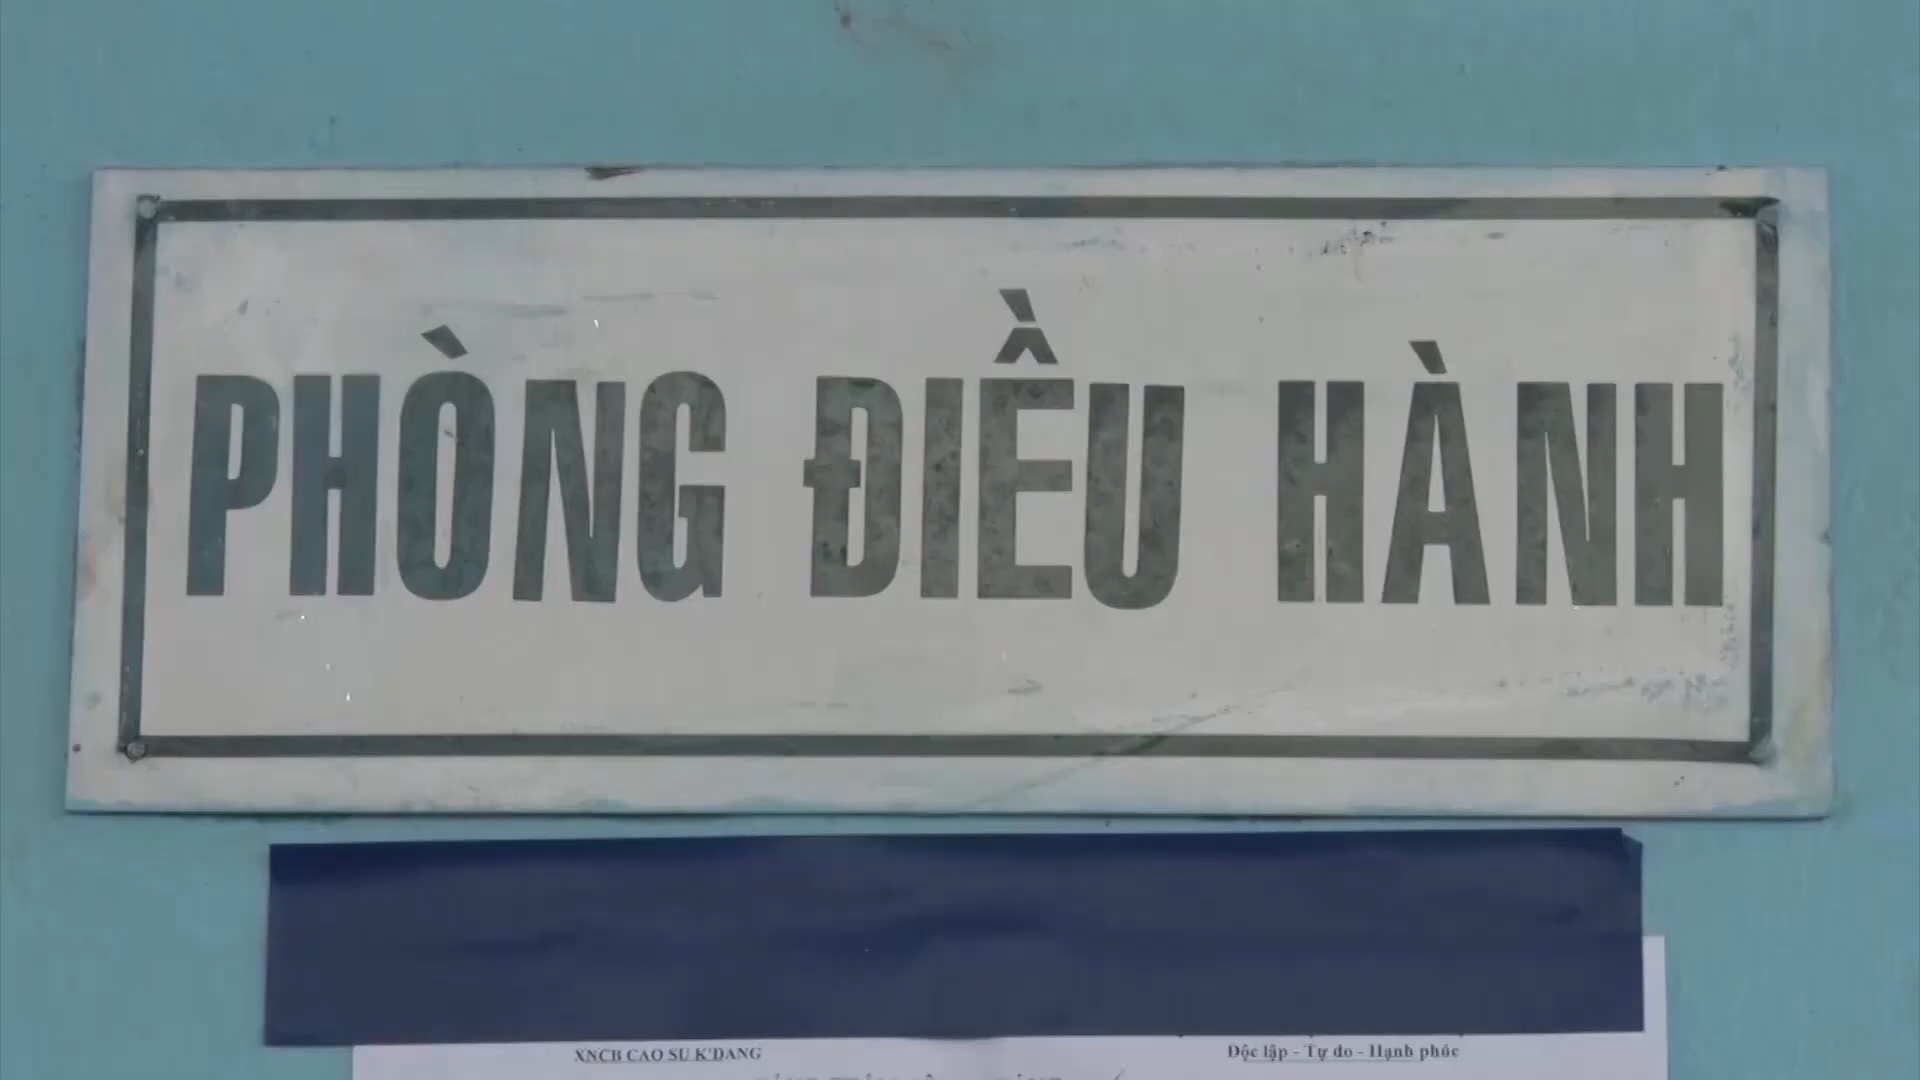 PHÒNG ĐIỀU HÀNH
XNCB CAO SU K'DANG
Độc lập - Tự do - Hạnh phúc